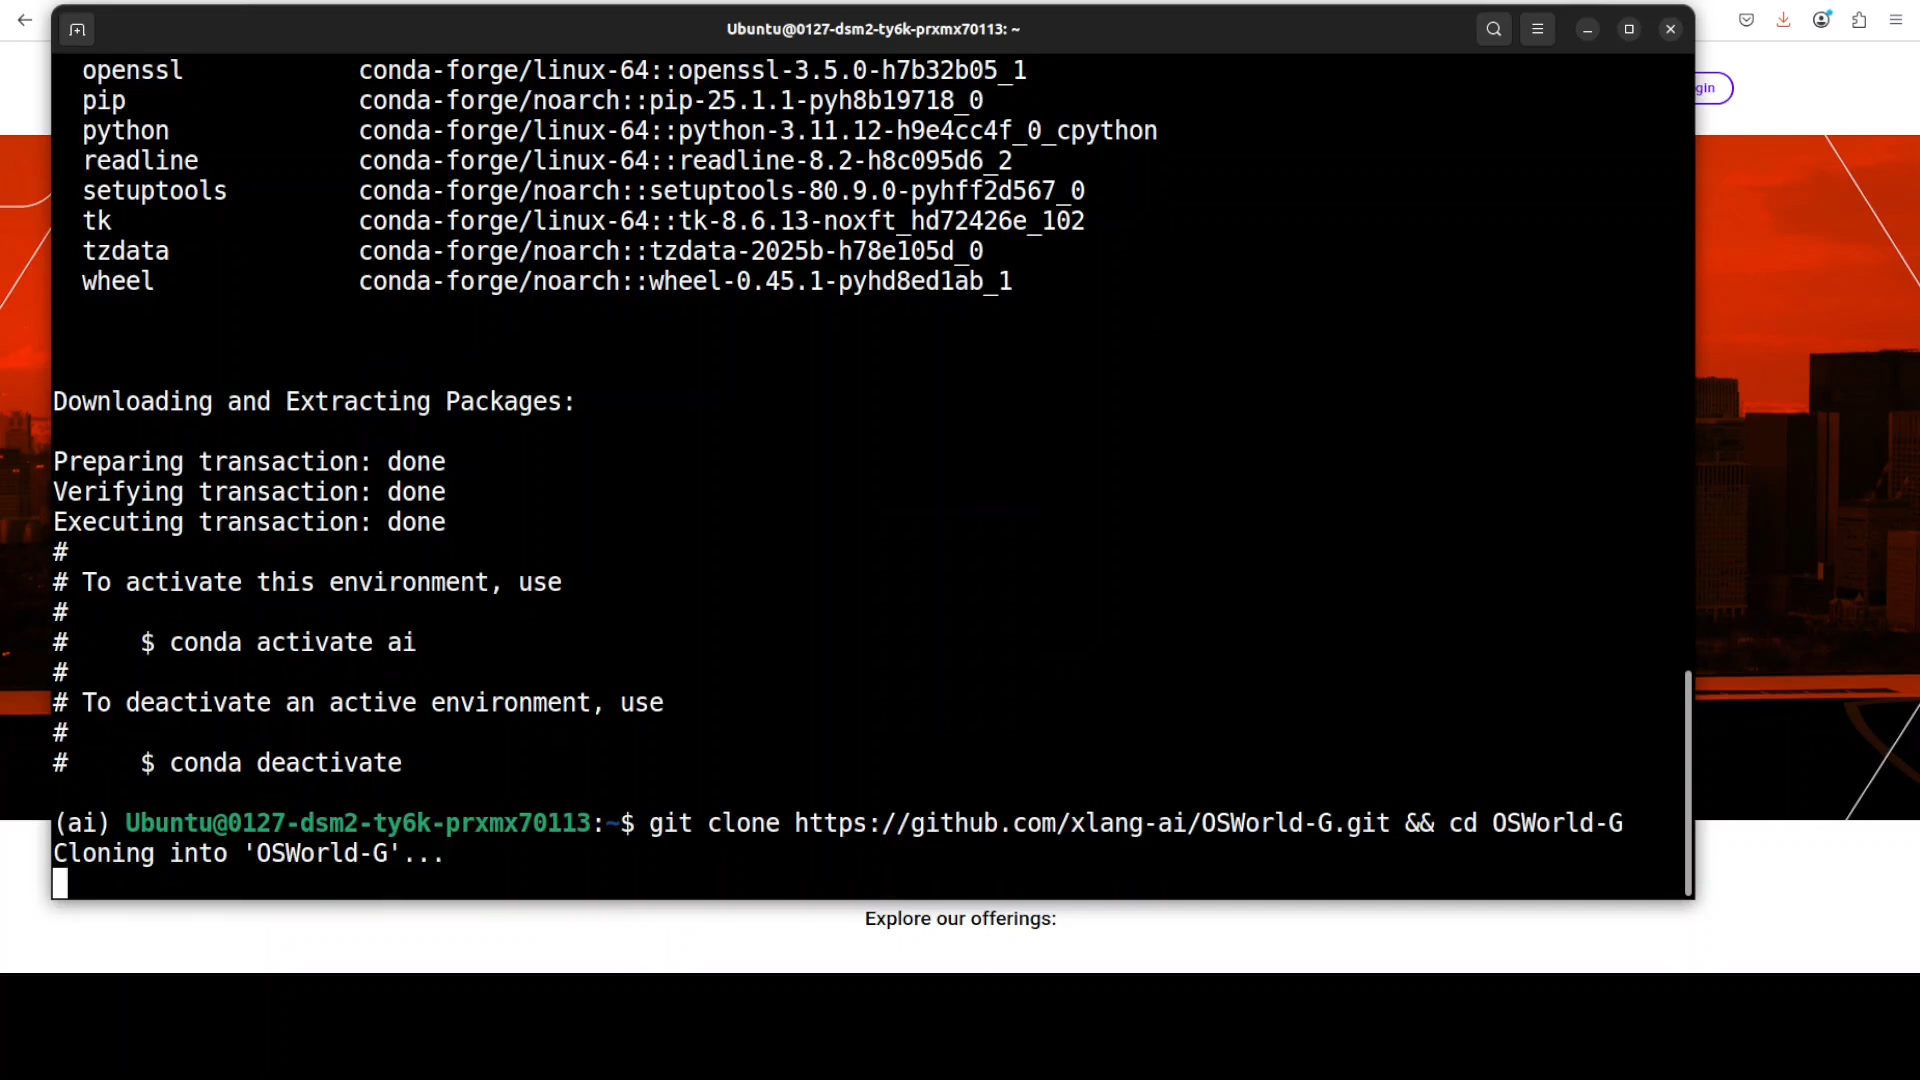 Ubuntu@0127-dsm2-ty6k-prxmx70113: ~
gin
openssl conda-forge/linux-64::openssl-3.5.0-h7b32b05_1
pip conda-forge/noarch::pip-25.1.1-pyh8b19718_0
python conda-forge/linux-64::python-3.11.12-h9e4cc4f_0_cpython
readline conda-forge/linux-64::readline-8.2-h8c095d6_2
setuptools conda-forge/noarch::setuptools-80.9.0-pyhff2d567_0
tk conda-forge/linux-64::tk-8.6.13-noxft_hd72426e_102
tzdata conda-forge/noarch::tzdata-2025b-h78e105d_0
wheel conda-forge/noarch::wheel-0.45.1-pyhd8ed1ab_1
Downloading and Extracting Packages:
Preparing transaction: done
Verifying transaction: done
Executing transaction: done
#
# To activate this environment, use
#
# $ conda activate ai
#
# To deactivate an active environment, use
#
# $ conda deactivate
(ai) Ubuntu@0127-dsm2-ty6k-prxmx70113:~$ git clone https://github.com/xlang-ai/OSWorld-G.git && cd OSWorld-G
Cloning into 'OSWorld-G'...
Explore our offerings: